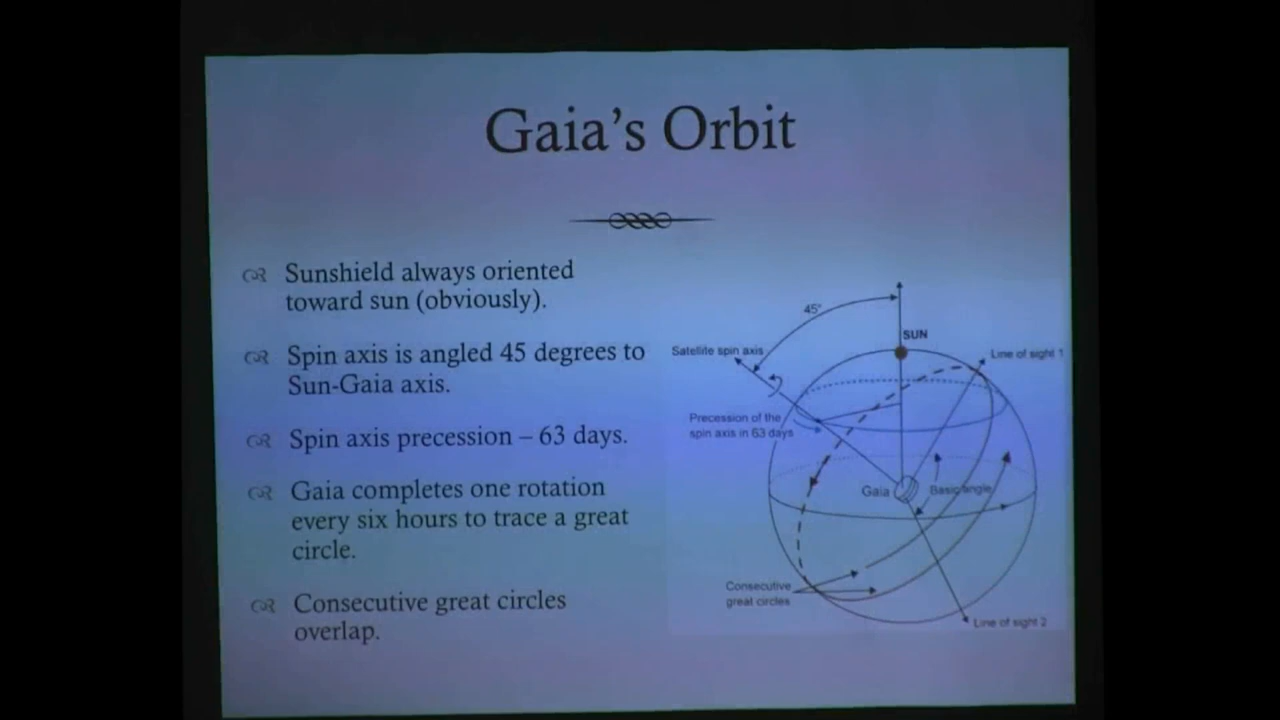 Gaia's Orbit
Sunshield always oriented
toward sun (obviously).
Spin axis is angled 45 degrees to
Sun-Gaia axis.
Spin axis precession – 63 days.
Gaia completes one rotation
every six hours to trace a great
circle.
Consecutive great circles
overlap.
45°
SUN
Satellite spin axis
Line of sight 1
Precession of the
spin axis in 63 days
Gaia
Basic angle
Consecutive
great circles
Line of sight 2